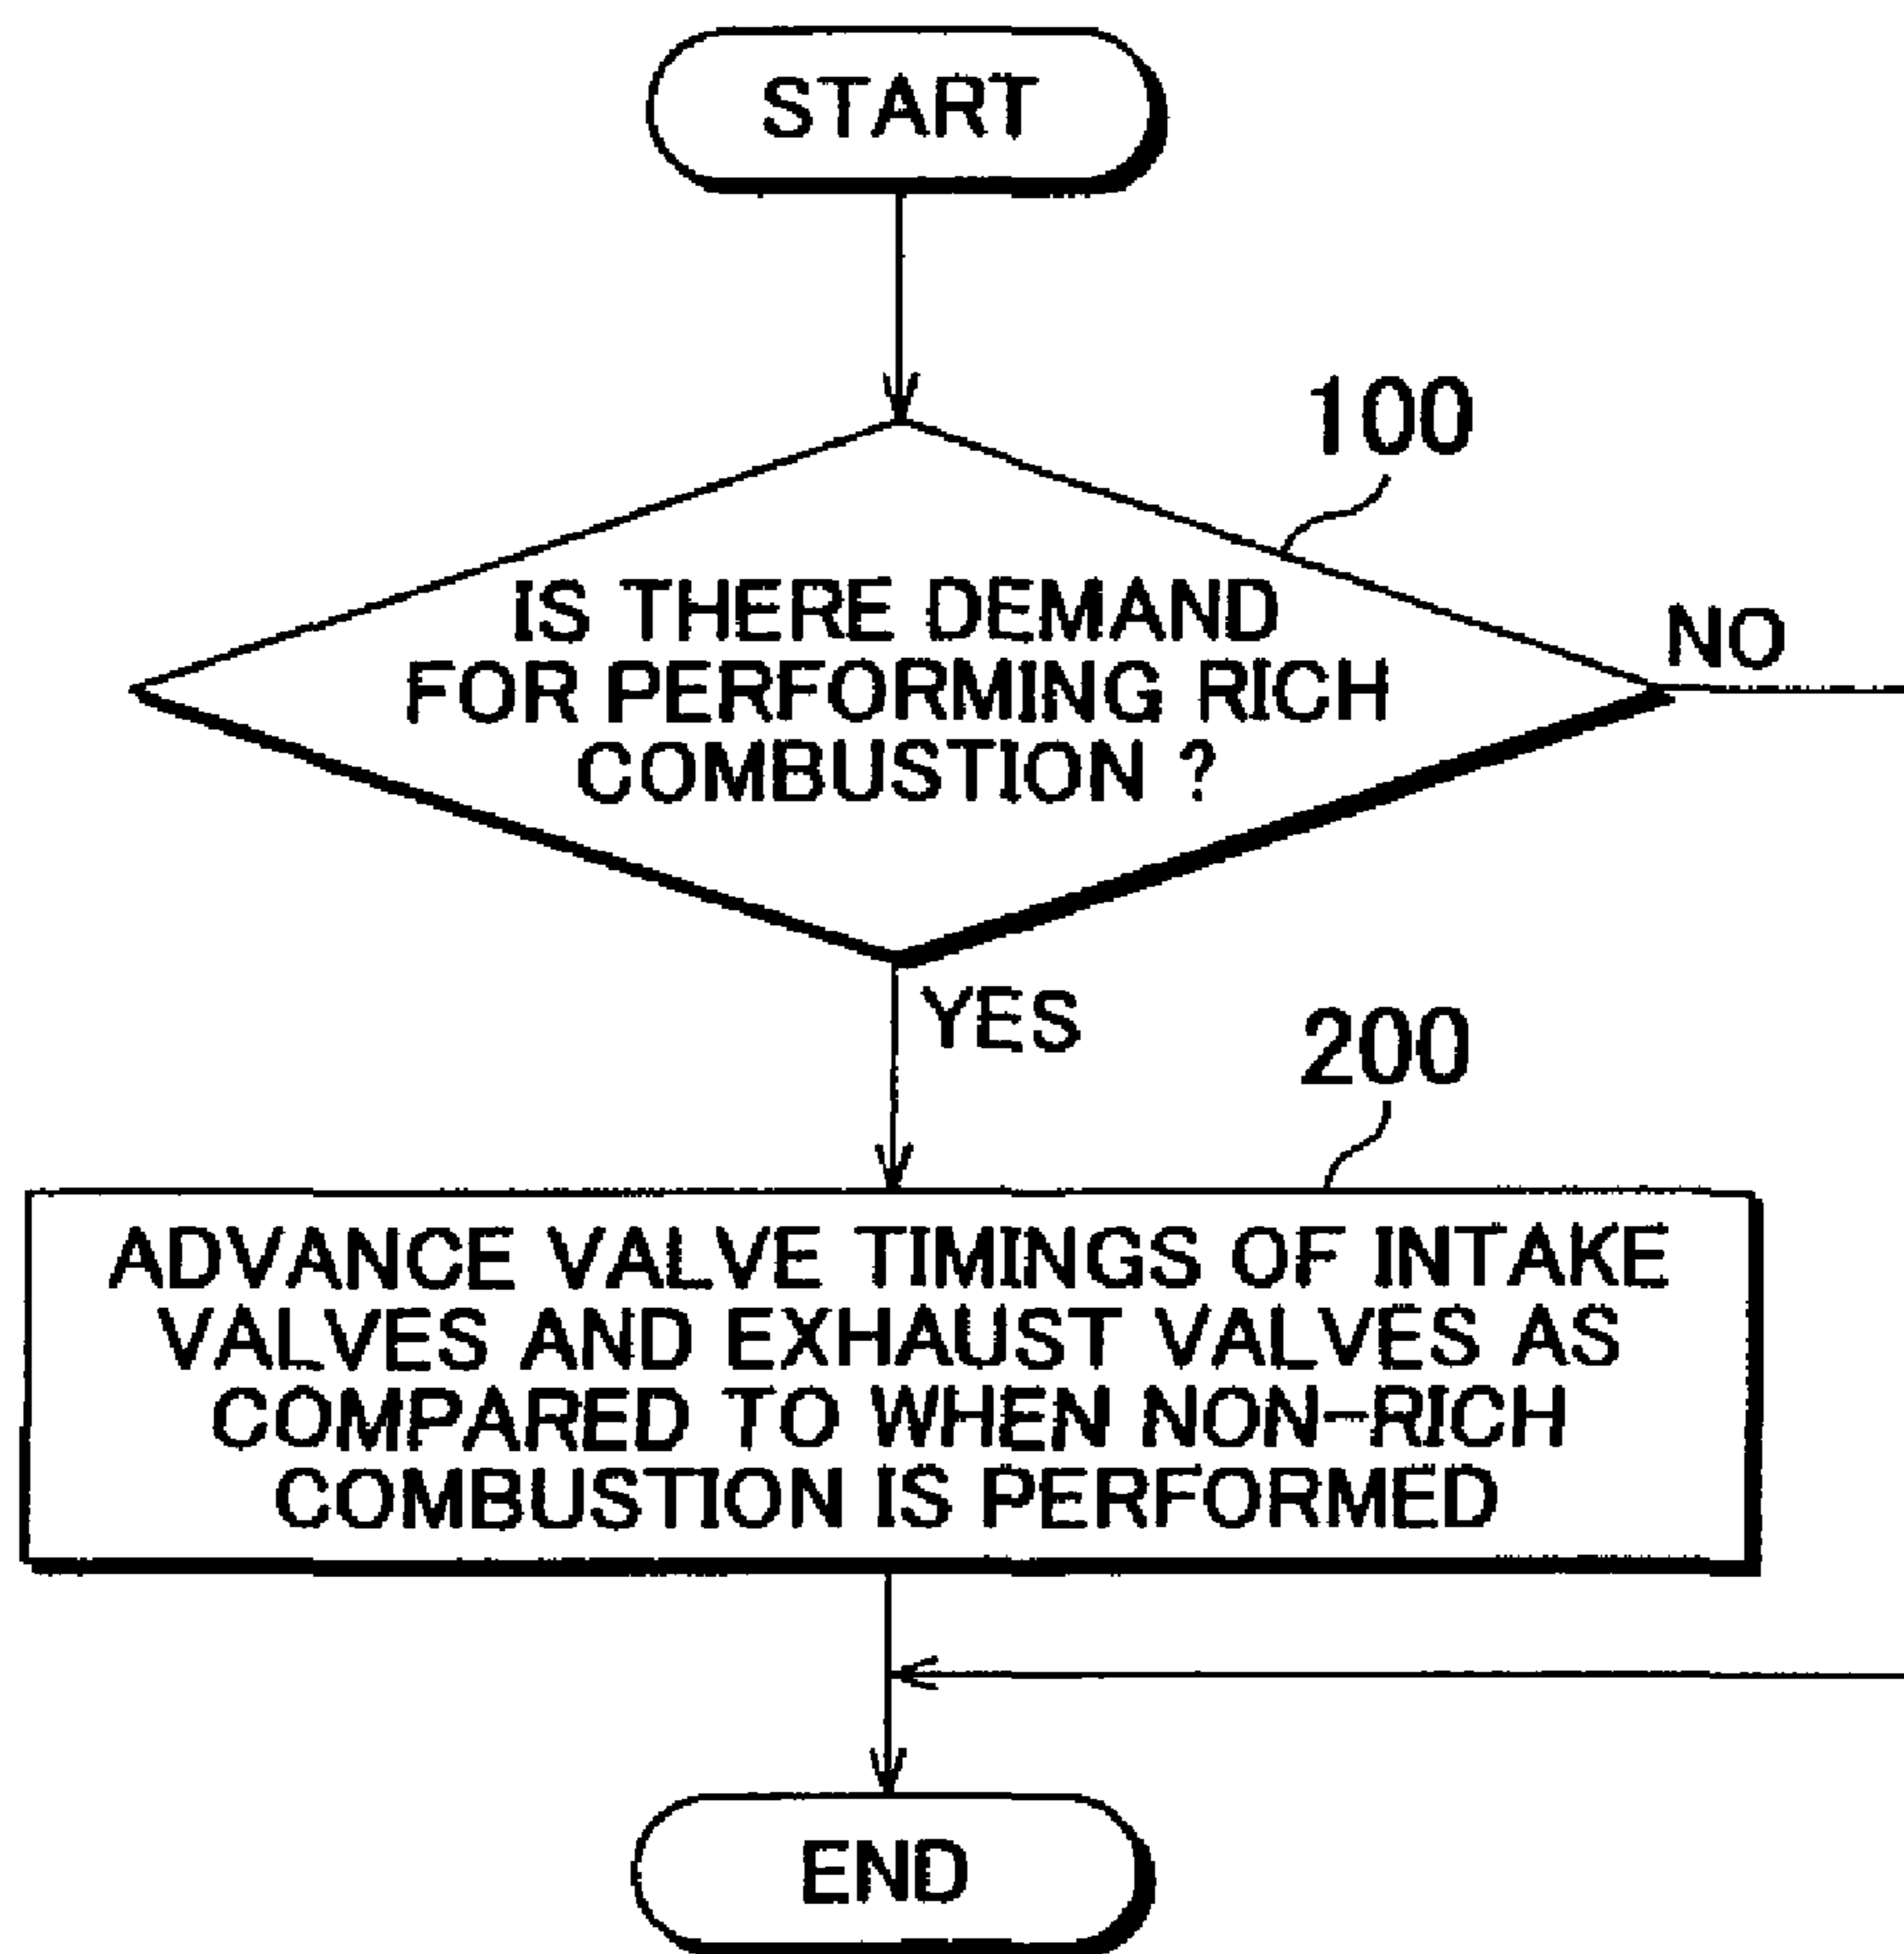 START
100
IS THERE DEMAND
FOR PERFORMING RICH
COMBUSTION ?
NO
YES
200
ADVANCE VALVE TIMINGS OF INTAKE
VALVES AND EXHAUST VALVES AS
COMPARED TO WHEN NON-RICH
COMBUSTION IS PERFORMED
END